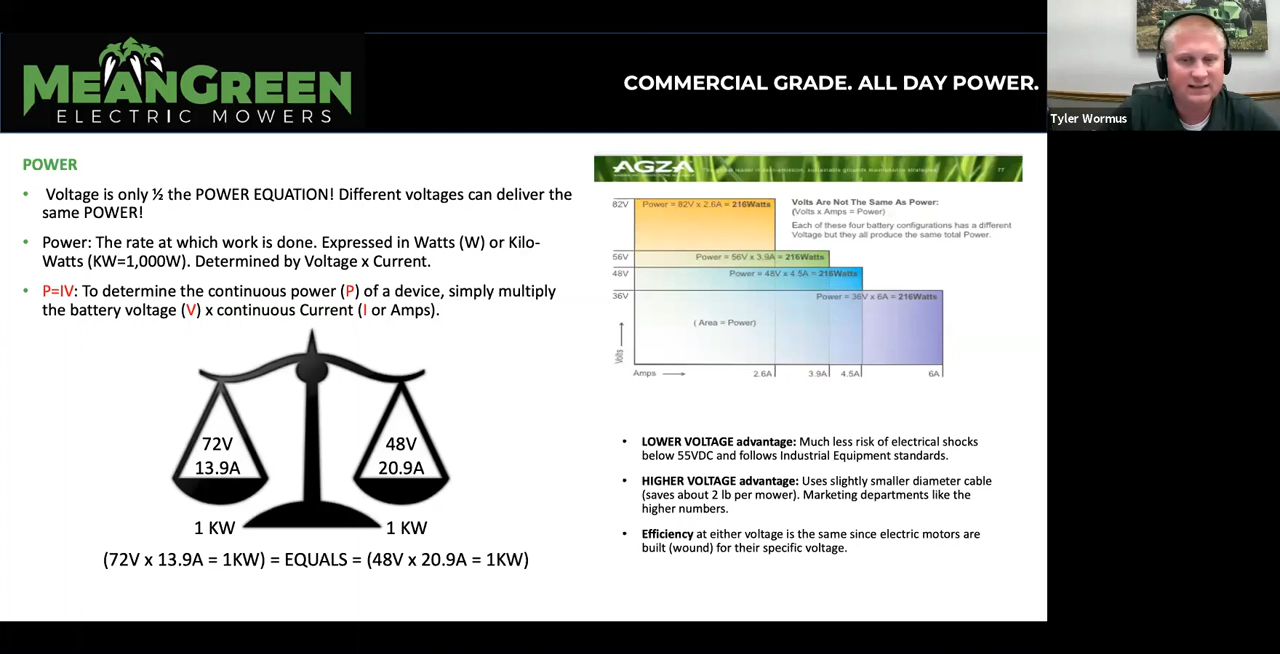 MEANGREEN
ELECTRIC MOWERS
COMMERCIAL GRADE. ALL DAY POWER.
Tyler Wormus
POWER
• Voltage is only ½ the POWER EQUATION! Different voltages can deliver the
same POWER!
• Power: The rate at which work is done. Expressed in Watts (W) or Kilo-
Watts (KW=1,000W). Determined by Voltage x Current.
• P=IV: To determine the continuous power (P) of a device, simply multiply
the battery voltage (V) x continuous Current (I or Amps).
72V
13.9A
48V
20.9A
1 KW
1 KW
(72V x 13.9A = 1KW) = EQUALS = (48V x 20.9A = 1KW)
AGZA
77
82V
Power = 82V x 2.6A = 216Watts
Volts Are Not The Same As Power:
(Volts x Amps = Power)
Each of these four battery configurations has a different
Voltage but they all produce the same total Power.
56V
Power = 56V x 3.9A = 216Watts
48V
Power = 48V x 4.5A = 216Watts
36V
Power = 36V x 6A = 216Watts
( Area = Power)
Volts
Amps
2.6A
3.9A
4.5A
6A
• LOWER VOLTAGE advantage: Much less risk of electrical shocks
below 55VDC and follows Industrial Equipment standards.
• HIGHER VOLTAGE advantage: Uses slightly smaller diameter cable
(saves about 2 lb per mower). Marketing departments like the
higher numbers.
• Efficiency at either voltage is the same since electric motors are
built (wound) for their specific voltage.